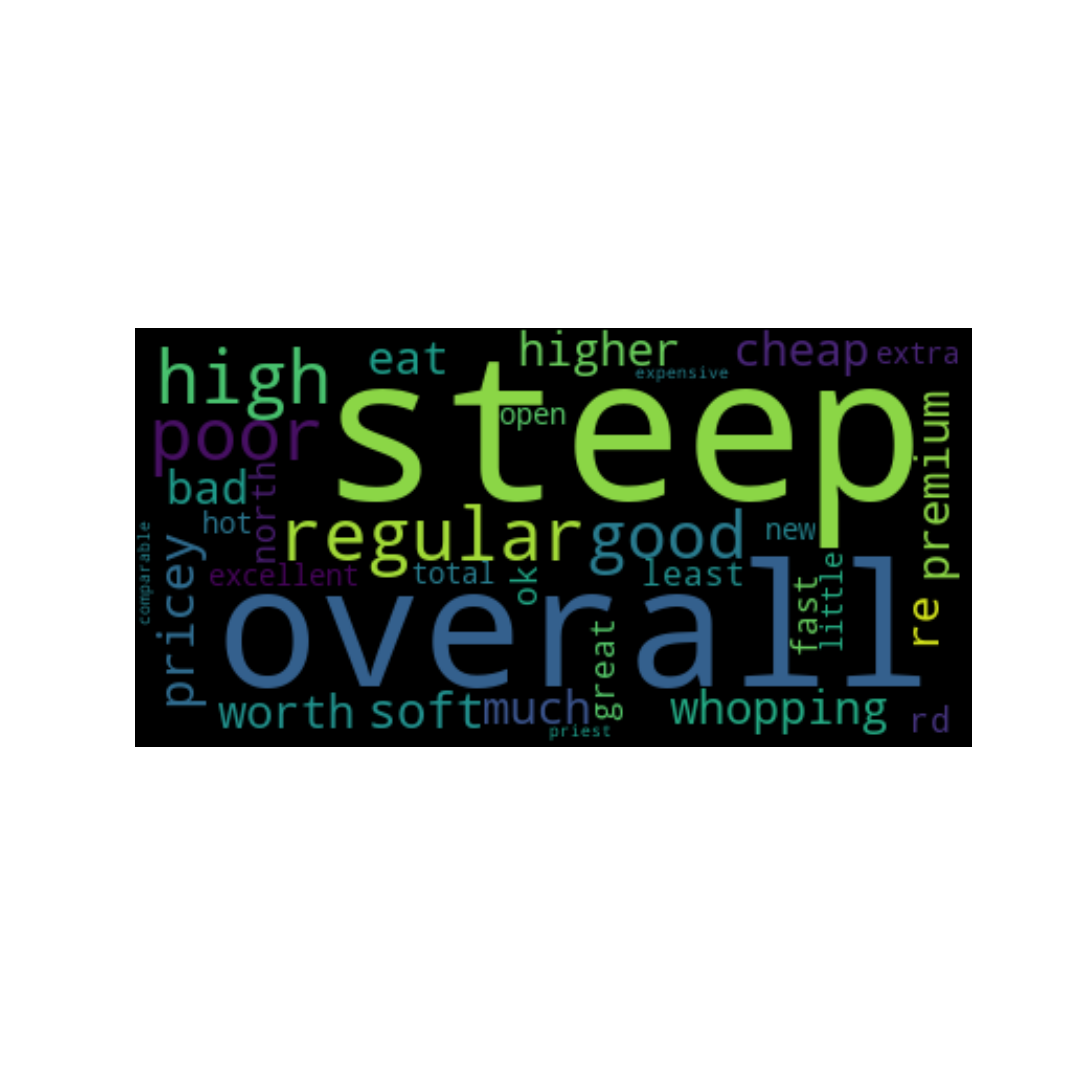 higher
cheap
extra
high
eat
expensive
steep
open
poor
premium
bad
north
hot
regular
good
new
comparable
pricey
excellent
total
ok
least
fast
little
overall
re
great
worth
soft
much
whopping
rd
priest